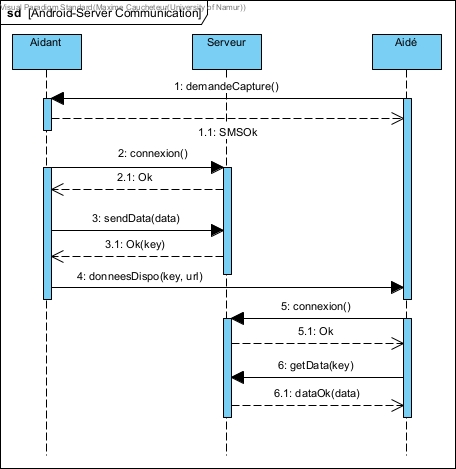 Visual Paradigm Standard(Maxime Caucheteur(University of Namur))
sd [Android-Server Communication]
Aidant Serveur Aidé
1: demandeCapture()
1.1: SMSOk
2: connexion()
2.1: Ok
3: sendData(data)
3.1: Ok(key)
4: donneesDispo(key, url)
5: connexion()
5.1: Ok
6: getData(key)
6.1: dataOk(data)